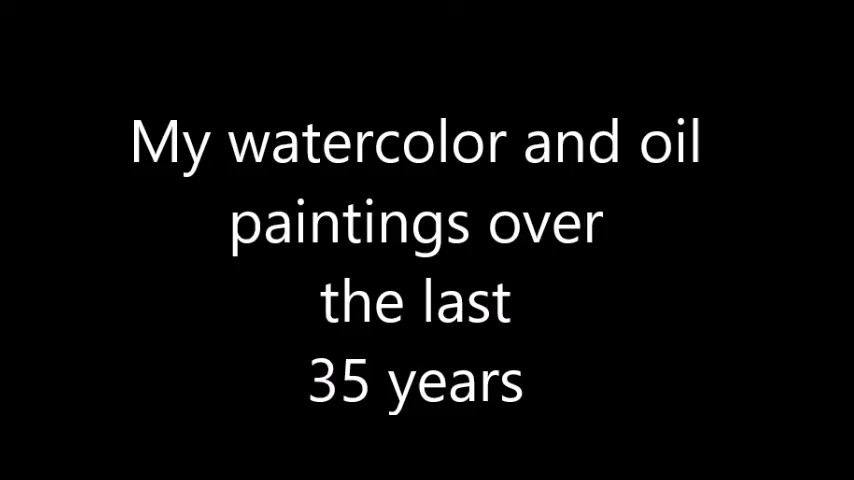 My watercolor and oil
paintings over
the last
35 years